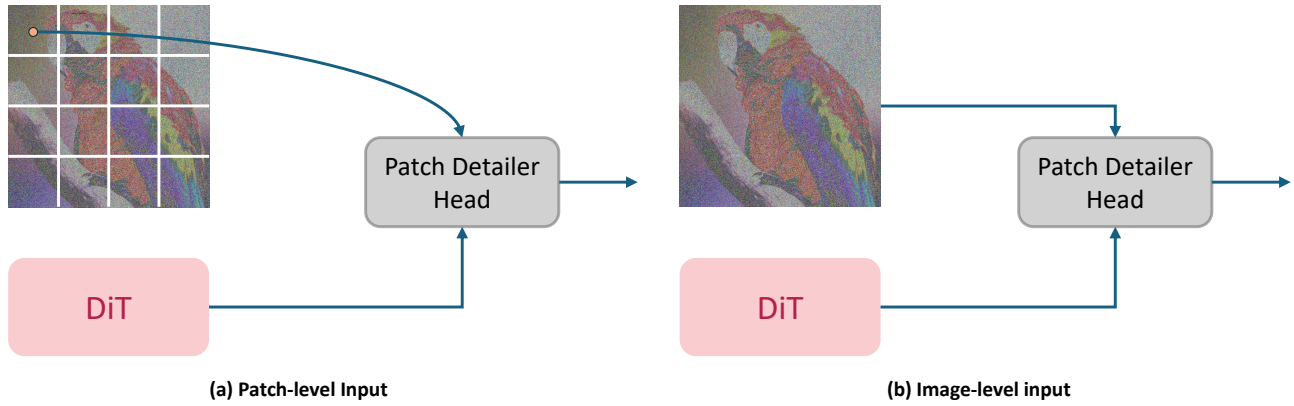 Patch Detailer
Head
DiT
(a) Patch-level Input
Patch Detailer
Head
DiT
(b) Image-level input